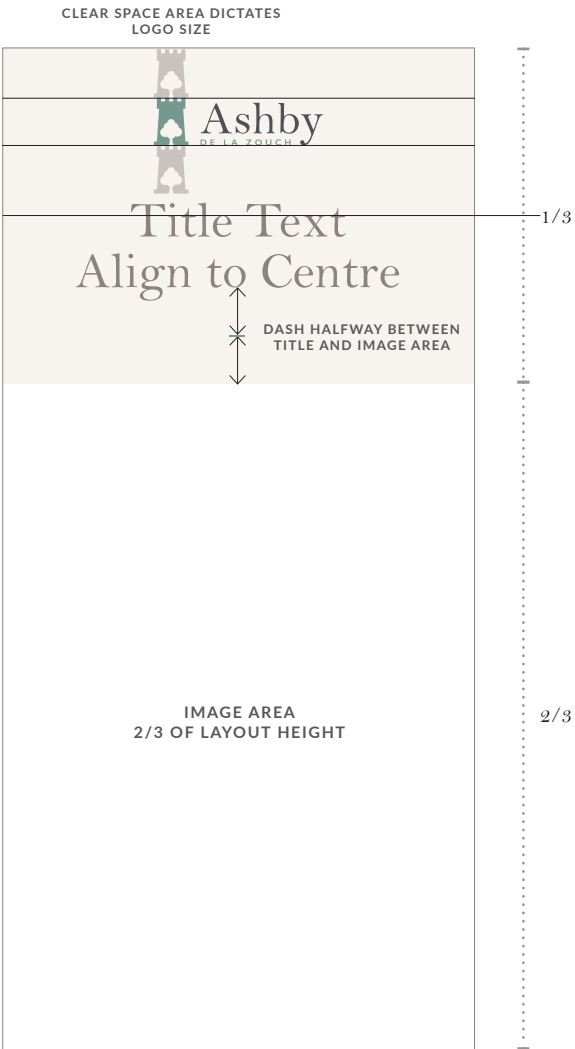 CLEAR SPACE AREA DICTATES
LOGO SIZE
Ashby
DE LA ZOUCH
Title Text
1/3
Align to Centre
DASH HALFWAY BETWEEN
TITLE AND IMAGE AREA
IMAGE AREA
2/3 OF LAYOUT HEIGHT
2/3